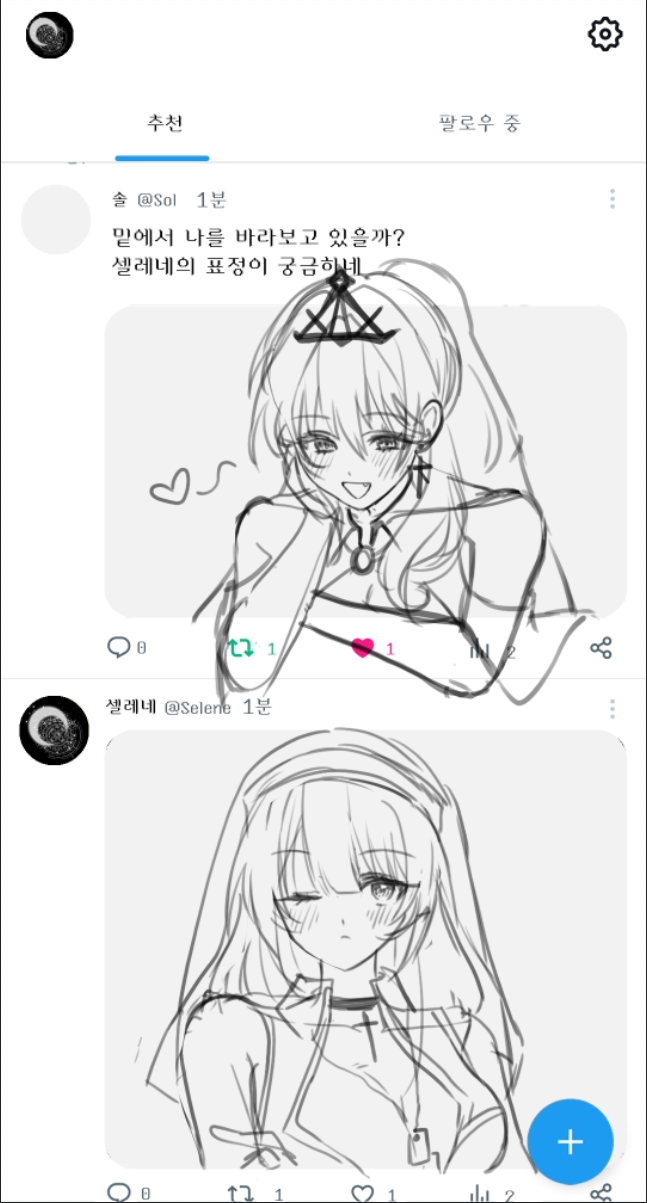 추천 팔로우 중
솔 @Sol 1분
밑에서 나를 바라보고 있을까?
셀레네의 표정이 궁금하네
0 1 1 2
셀레네 @Selene 1분
0 1 1 2